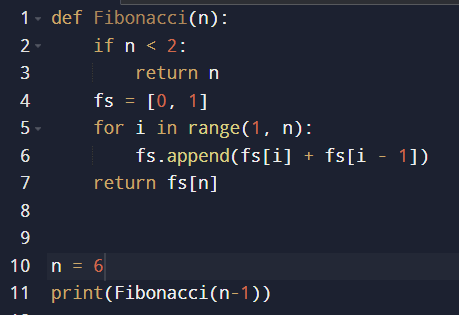 1 def Fibonacci(n):
2     if n < 2:
3         return n
4     fs = [0, 1]
5     for i in range(1, n):
6         fs.append(fs[i] + fs[i - 1])
7     return fs[n]
8
9
10 n = 6
11 print(Fibonacci(n-1))